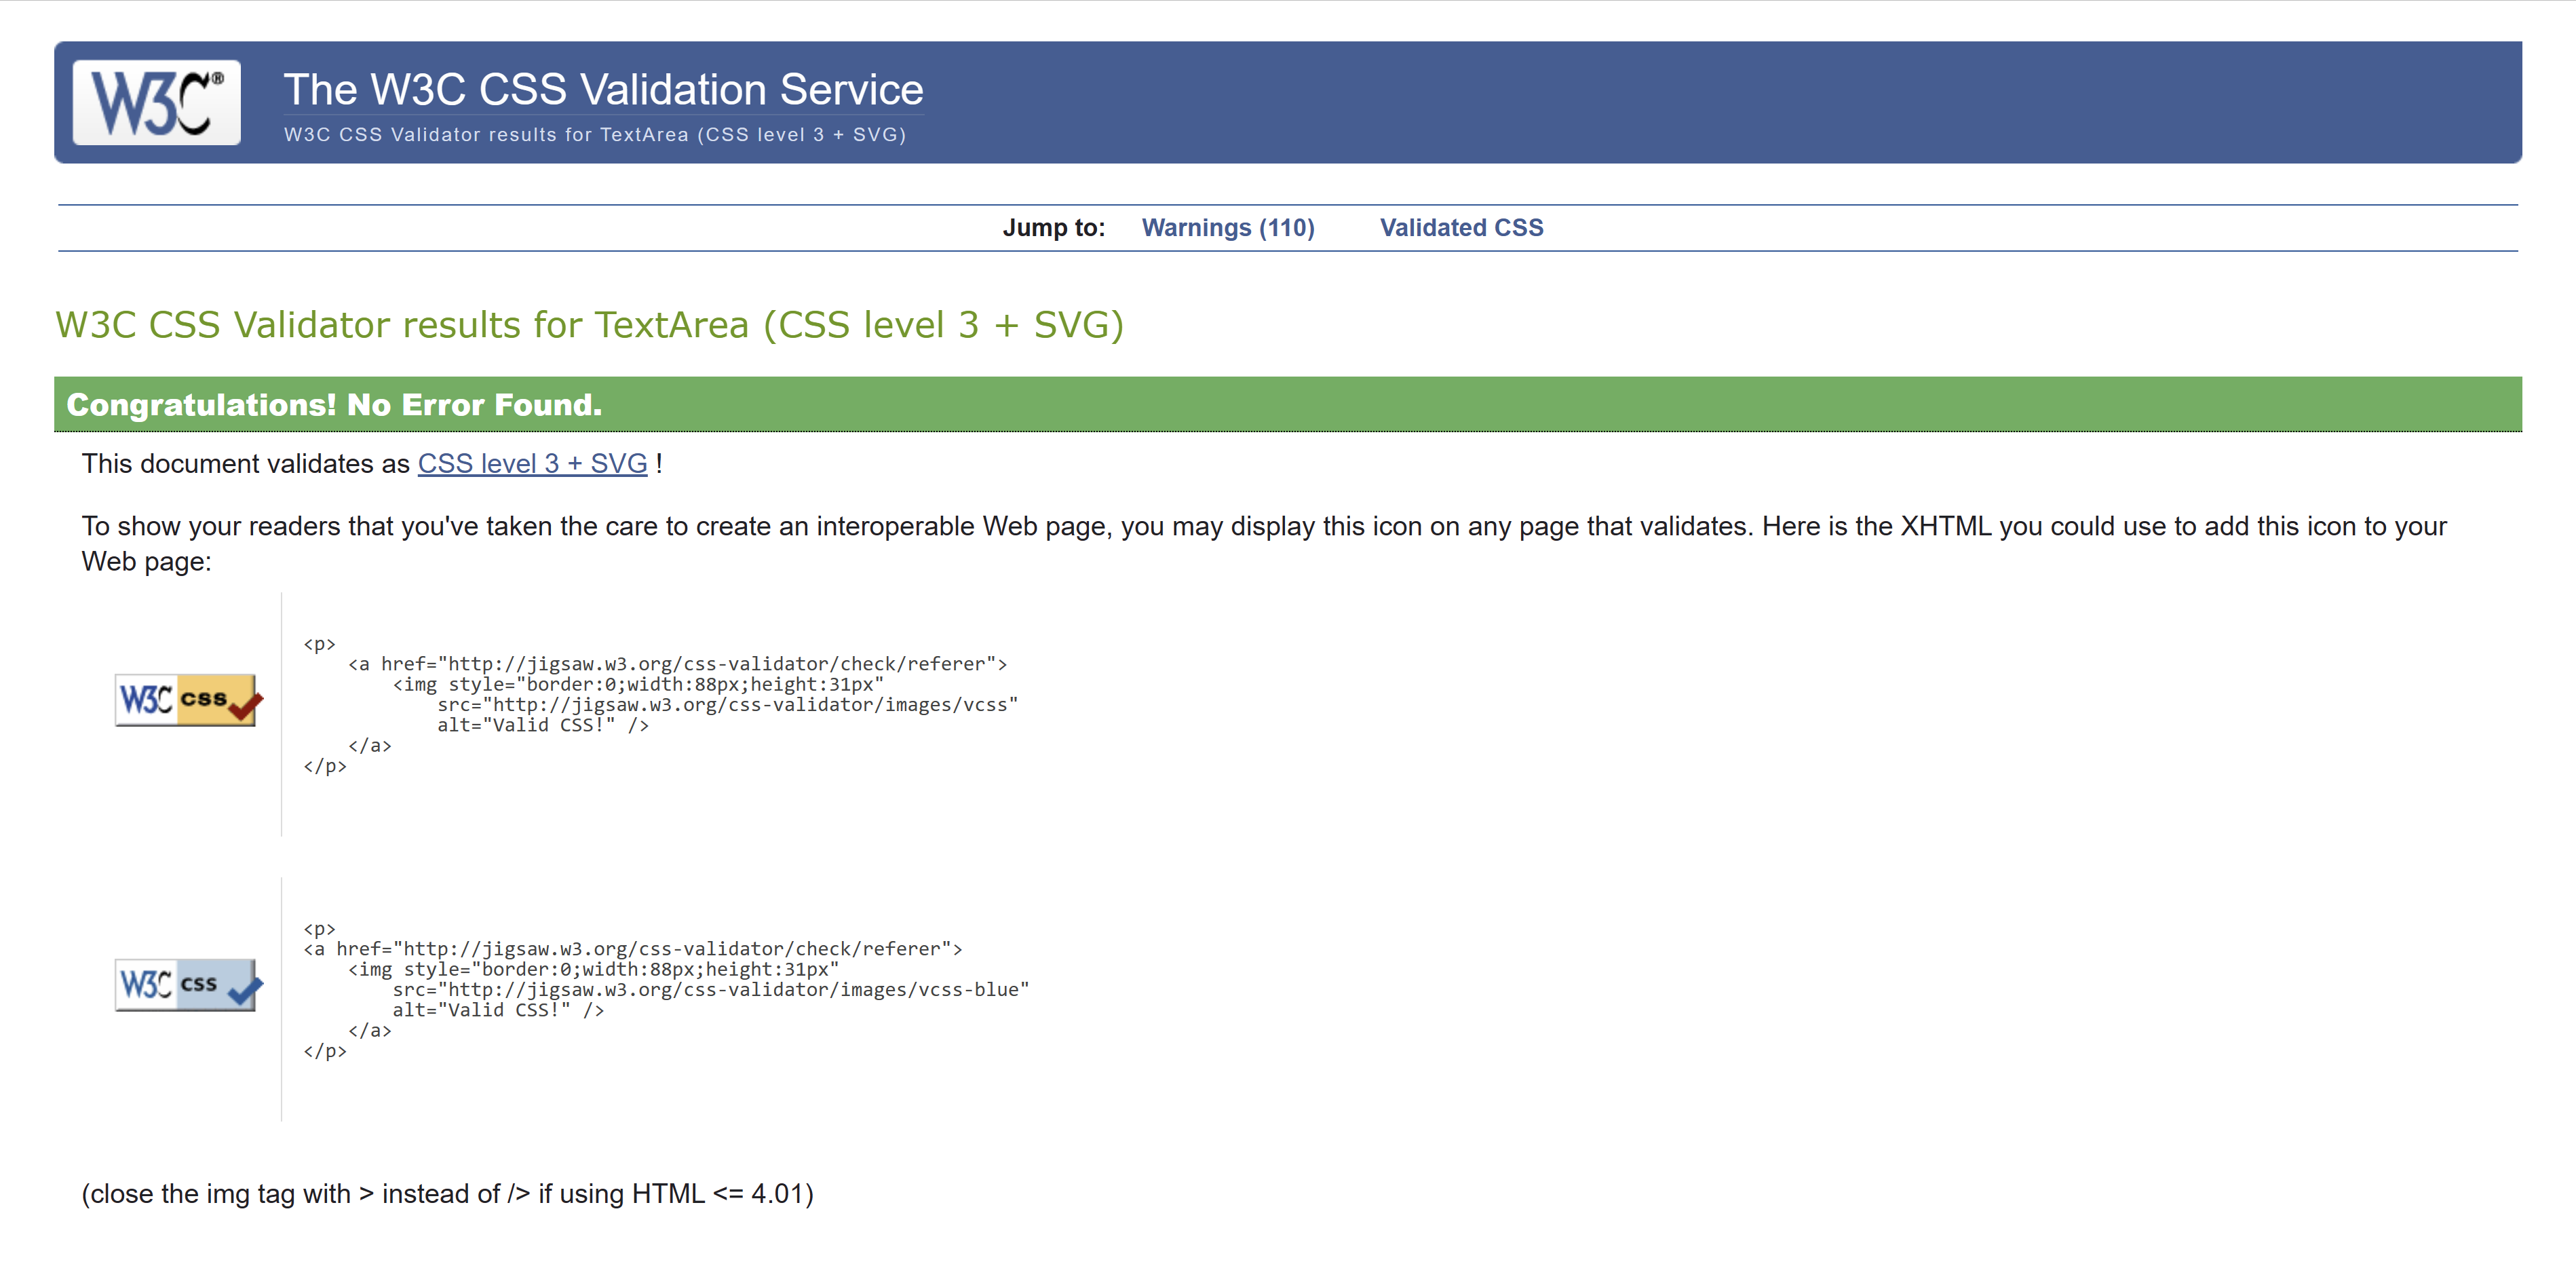 W3C®
The W3C CSS Validation Service
W3C CSS Validator results for TextArea (CSS level 3 + SVG)
Jump to: Warnings (110) Validated CSS
W3C CSS Validator results for TextArea (CSS level 3 + SVG)
Congratulations! No Error Found.
This document validates as CSS level 3 + SVG !
To show your readers that you've taken the care to create an interoperable Web page, you may display this icon on any page that validates. Here is the XHTML you could use to add this icon to your
Web page:
W3C css
<p>
    <a href="http://jigsaw.w3.org/css-validator/check/referer">
        <img style="border:0;width:88px;height:31px"
            src="http://jigsaw.w3.org/css-validator/images/vcss"
            alt="Valid CSS!" />
    </a>
</p>
W3C css
<p>
<a href="http://jigsaw.w3.org/css-validator/check/referer">
    <img style="border:0;width:88px;height:31px"
        src="http://jigsaw.w3.org/css-validator/images/vcss-blue"
        alt="Valid CSS!" />
    </a>
</p>
(close the img tag with > instead of /> if using HTML <= 4.01)